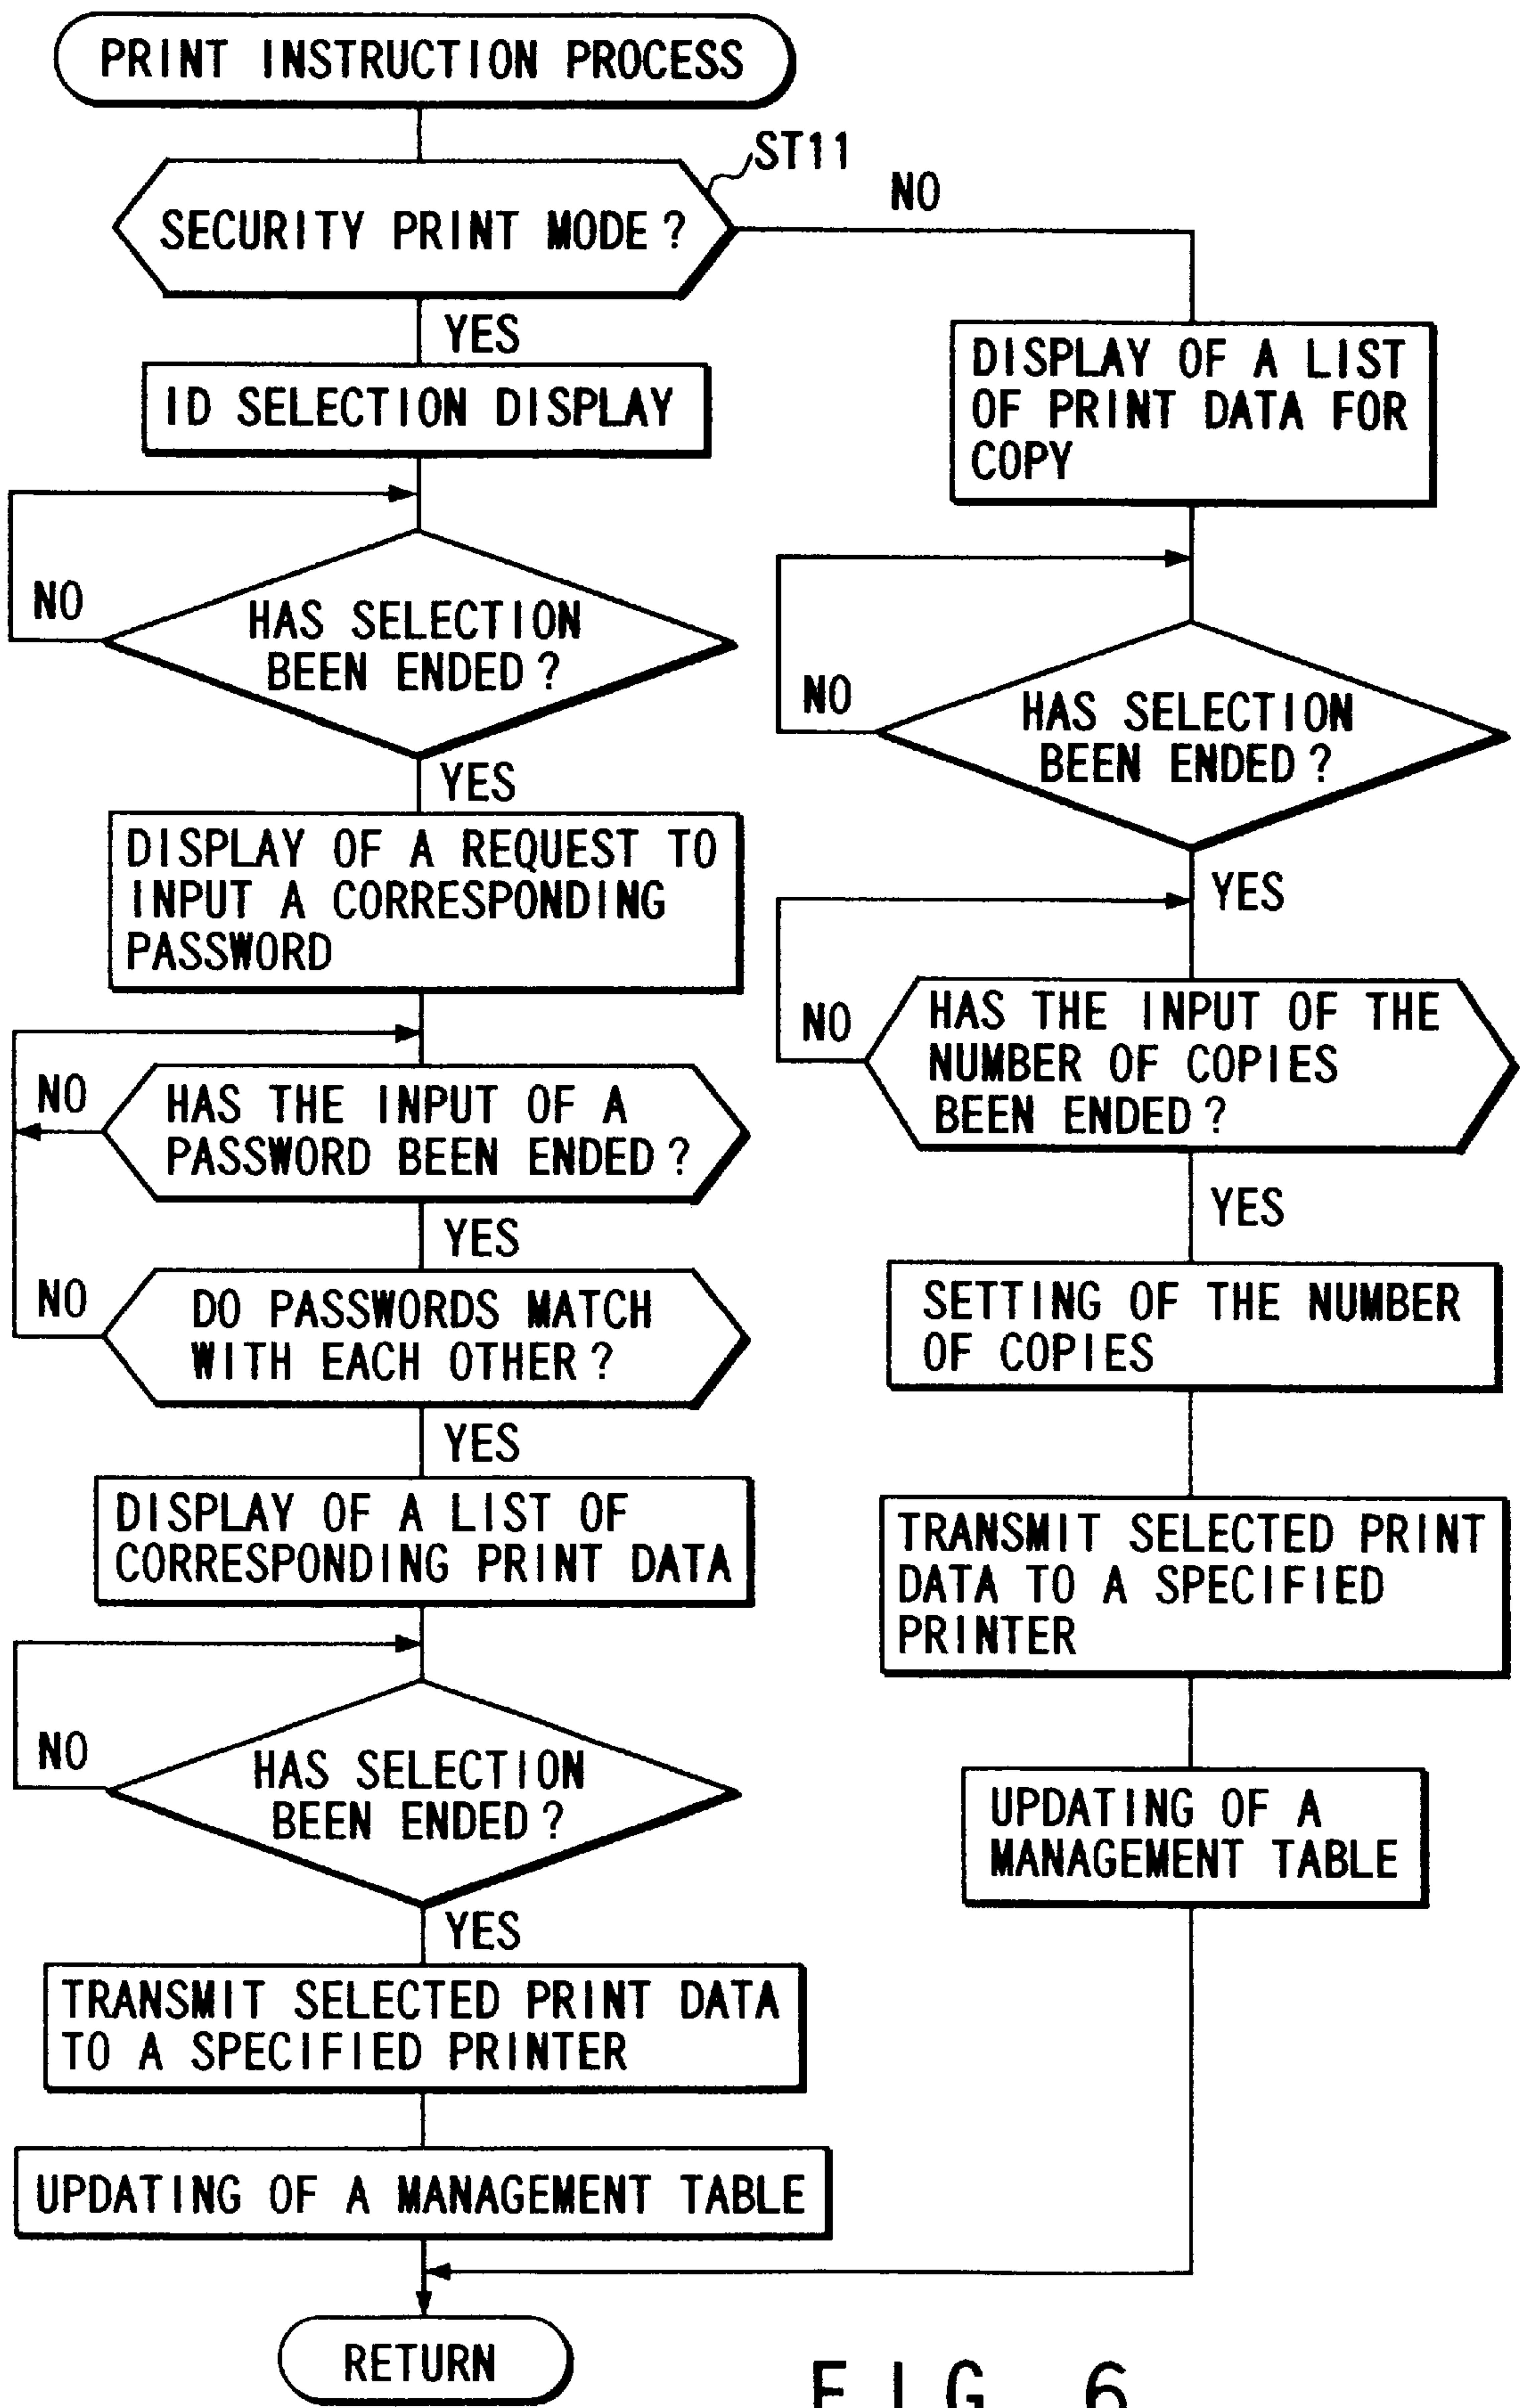 PRINT INSTRUCTION PROCESS
ST11
SECURITY PRINT MODE?
NO
YES
ID SELECTION DISPLAY
NO
HAS SELECTION
BEEN ENDED?
YES
DISPLAY OF A REQUEST TO
INPUT A CORRESPONDING
PASSWORD
NO
HAS THE INPUT OF A
PASSWORD BEEN ENDED?
YES
NO
DO PASSWORDS MATCH
WITH EACH OTHER?
YES
DISPLAY OF A LIST OF
CORRESPONDING PRINT DATA
NO
HAS SELECTION
BEEN ENDED?
YES
TRANSMIT SELECTED PRINT DATA
TO A SPECIFIED PRINTER
UPDATING OF A MANAGEMENT TABLE
DISPLAY OF A LIST
OF PRINT DATA FOR
COPY
NO
HAS SELECTION
BEEN ENDED?
YES
NO
HAS THE INPUT OF THE
NUMBER OF COPIES
BEEN ENDED?
YES
SETTING OF THE NUMBER
OF COPIES
TRANSMIT SELECTED PRINT
DATA TO A SPECIFIED
PRINTER
UPDATING OF A
MANAGEMENT TABLE
RETURN
FIG. 6